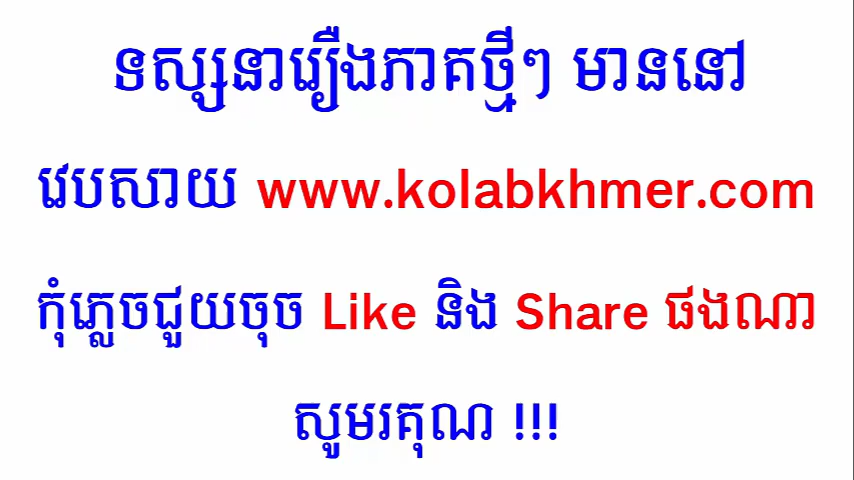 ទស្សនារឿងភាគថ្មីៗ មាននៅ
វេបសាយ www.kolabkhmer.com
កុំភ្លេចជួយចុច Like និង Share ផងណា
សូមរគុណ !!!